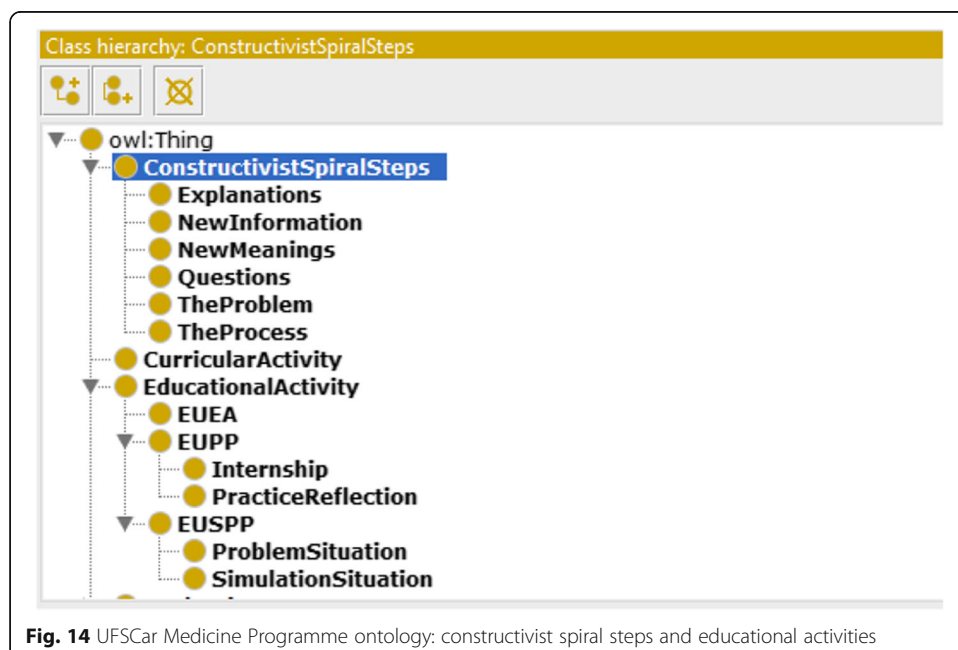 Class hierarchy: ConstructivistSpiralSteps
owl:Thing
ConstructivistSpiralSteps
Explanations
NewInformation
NewMeanings
Questions
TheProblem
TheProcess
CurricularActivity
EducationalActivity
EUEA
EUPP
Internship
PracticeReflection
EUSPP
ProblemSituation
SimulationSituation
Fig. 14 UFSCar Medicine Programme ontology: constructivist spiral steps and educational activities